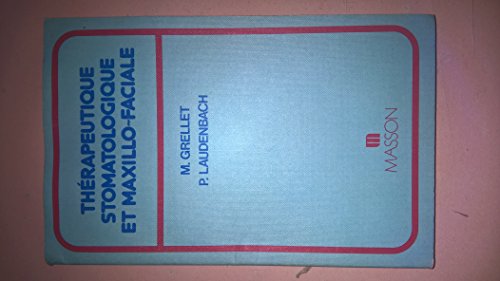 THÉRAPEUTIQUE
STOMATOLOGIQUE
ET MAXILLO-FACIALE
M. GRELLET
P. LAUDENBACH
m
MASSON